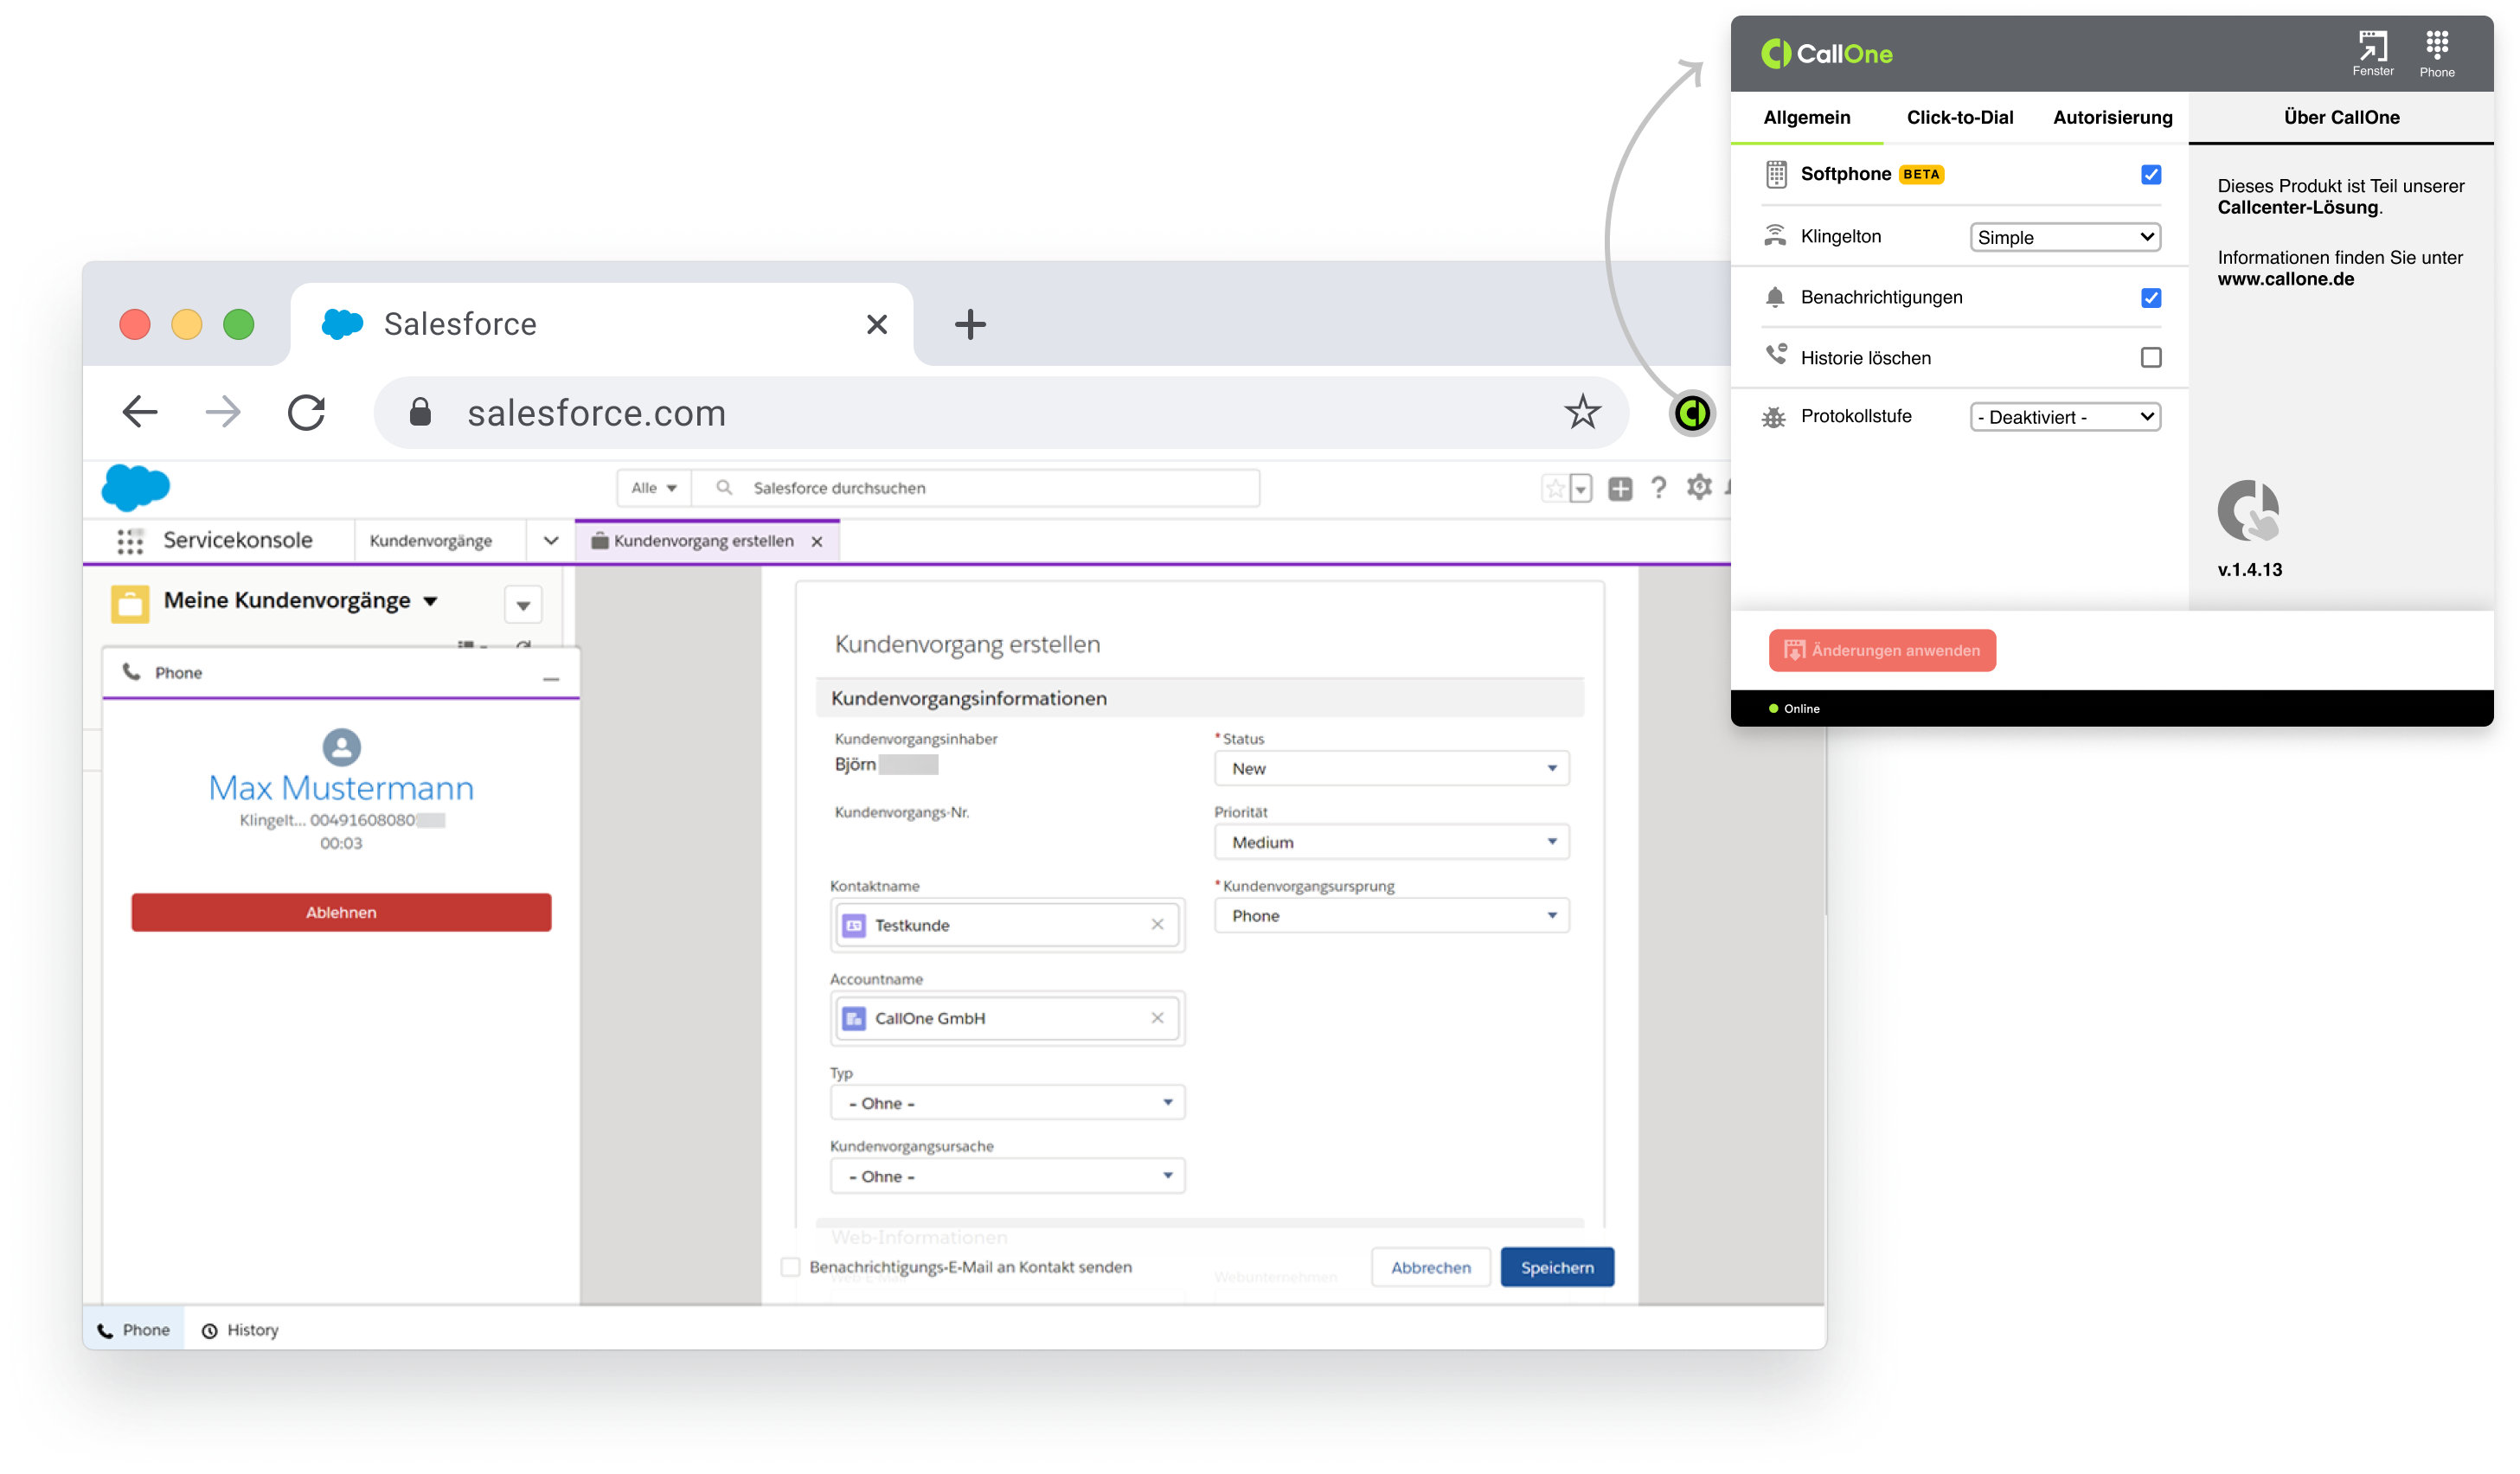 CallOne
Fenster
Phone
Allgemein
Click-to-Dial
Autorisierung
Über CallOne
Softphone BETA
Klingelton
Simple
Benachrichtigungen
Historie löschen
Protokollstufe
- Deaktiviert -
Dieses Produkt ist Teil unserer
Callcenter-Lösung.
Informationen finden Sie unter
www.callone.de
v.1.4.13
Änderungen anwenden
Online
Salesforce
salesforce.com
Alle
Salesforce durchsuchen
Servicekonsole
Kundenvorgänge
Kundenvorgang erstellen
Meine Kundenvorgänge
Phone
Max Mustermann
Klingelt... 00491608080
00:03
Ablehnen
Kundenvorgang erstellen
Kundenvorgangsinformationen
Kundenvorgangsinhaber
Björn
*Status
New
Kundenvorgangs-Nr.
Priorität
Medium
Kontaktname
Testkunde
*Kundenvorgangsursprung
Phone
Accountname
CallOne GmbH
Typ
- Ohne -
Kundenvorgangsursache
- Ohne -
Web-Informationen
Web-E-Mail
Webunternehmen
Benachrichtigungs-E-Mail an Kontakt senden
Abbrechen
Speichern
Phone
History